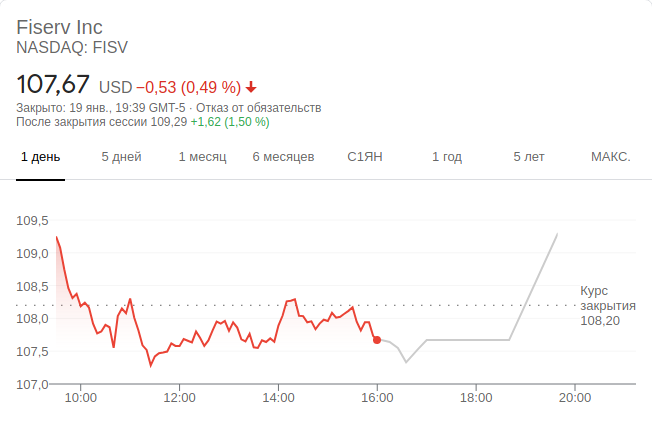 Fiserv Inc
NASDAQ: FISV
107,67 USD −0,53 (0,49 %)
Закрыто: 19 янв., 19:39 GMT-5 · Отказ от обязательств
После закрытия сессии 109,29 +1,62 (1,50 %)
1 день 5 дней 1 месяц 6 месяцев С1ЯН 1 год 5 лет МАКС.
109,5
109,0
108,5
108,0
107,5
107,0
Курс
закрытия
108,20
10:00 12:00 14:00 16:00 18:00 20:00